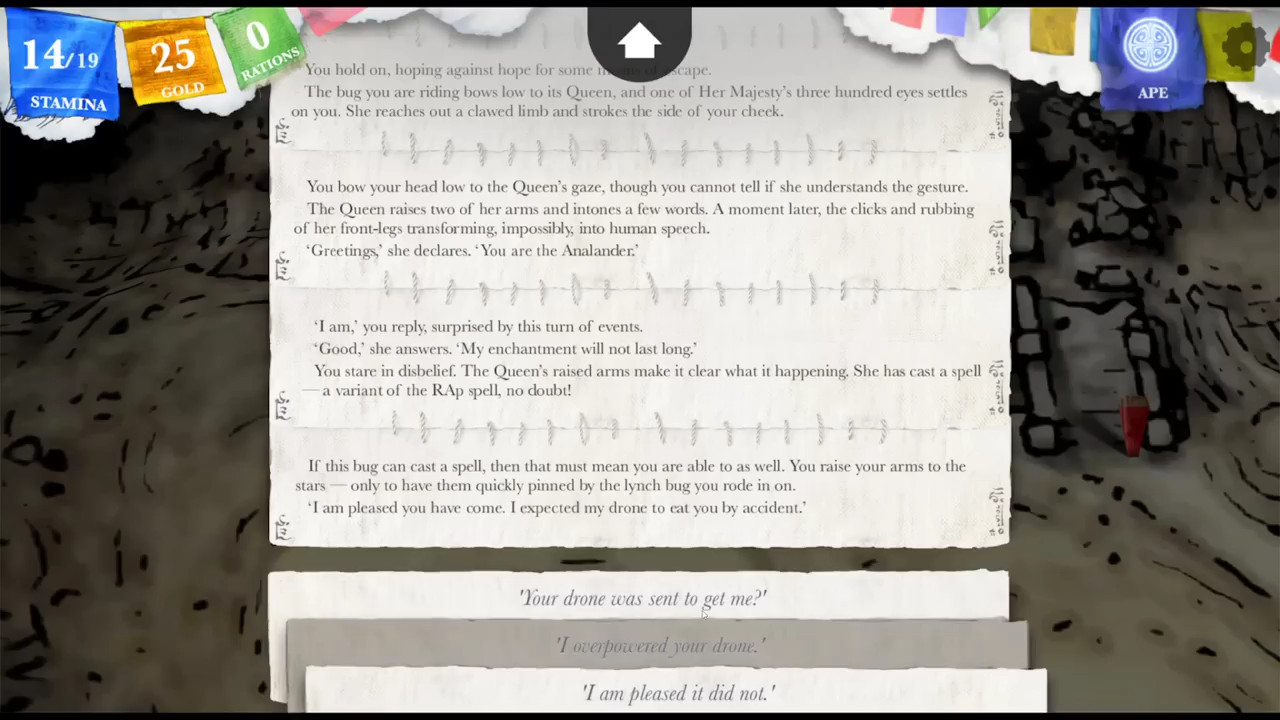 14/19
STAMINA
25
GOLD
0
RATIONS
APE
You hold on, hoping against hope for some means of escape.
The bug you are riding bows low to its Queen, and one of Her Majesty's three hundred eyes settles
on you. She reaches out a clawed limb and strokes the side of your cheek.
You bow your head low to the Queen's gaze, though you cannot tell if she understands the gesture.
The Queen raises two of her arms and intones a few words. A moment later, the clicks and rubbing
of her front-legs transforming, impossibly, into human speech.
'Greetings,' she declares. 'You are the Analander.'
'I am,' you reply, surprised by this turn of events.
'Good,' she answers. 'My enchantment will not last long.'
You stare in disbelief. The Queen's raised arms make it clear what it happening. She has cast a spell
— a variant of the RAp spell, no doubt!
If this bug can cast a spell, then that must mean you are able to as well. You raise your arms to the
stars — only to have them quickly pinned by the lynch bug you rode in on.
'I am pleased you have come. I expected my drone to eat you by accident.'
'Your drone was sent to get me?'
'I overpowered your drone.'
'I am pleased it did not.'